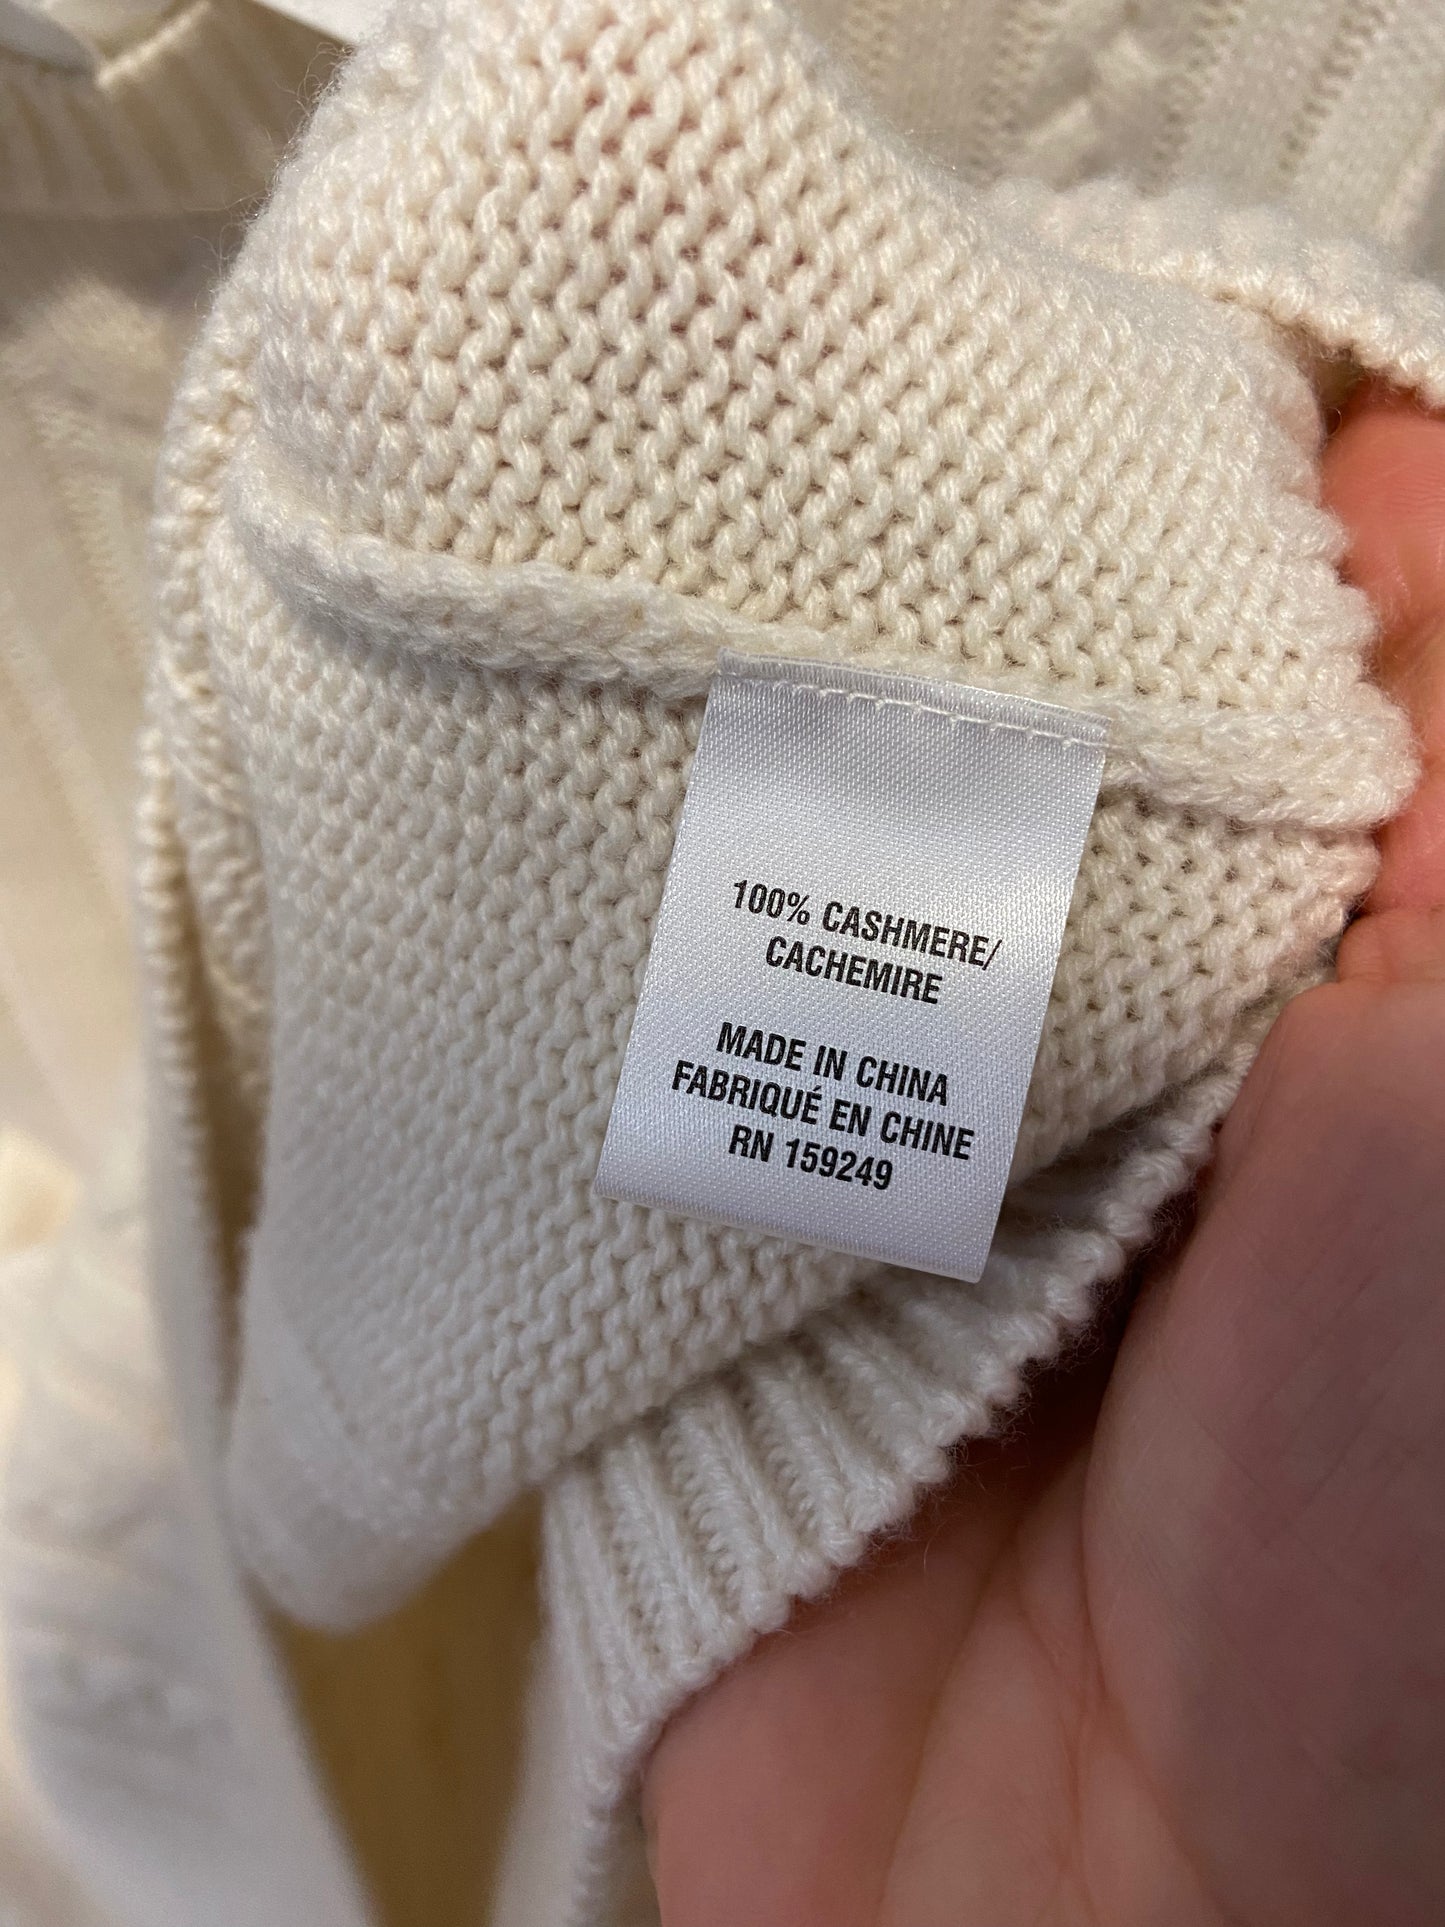 100% CASHMERE/
CACHEMIRE
MADE IN CHINA
FABRIQUÉ EN CHINE
RN 159249